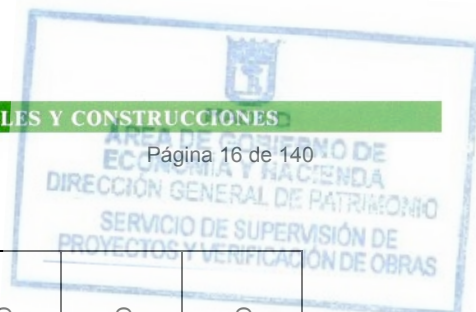 LES Y CONSTRUCCIONES
ÁREA DE GOBIERNO DE
ECONOMÍA Y HACIENDA
Página 16 de 140
DIRECCIÓN GENERAL DE PATRIMONIO
SERVICIO DE SUPERVISIÓN DE
PROYECTOS Y VERIFICACIÓN DE OBRAS